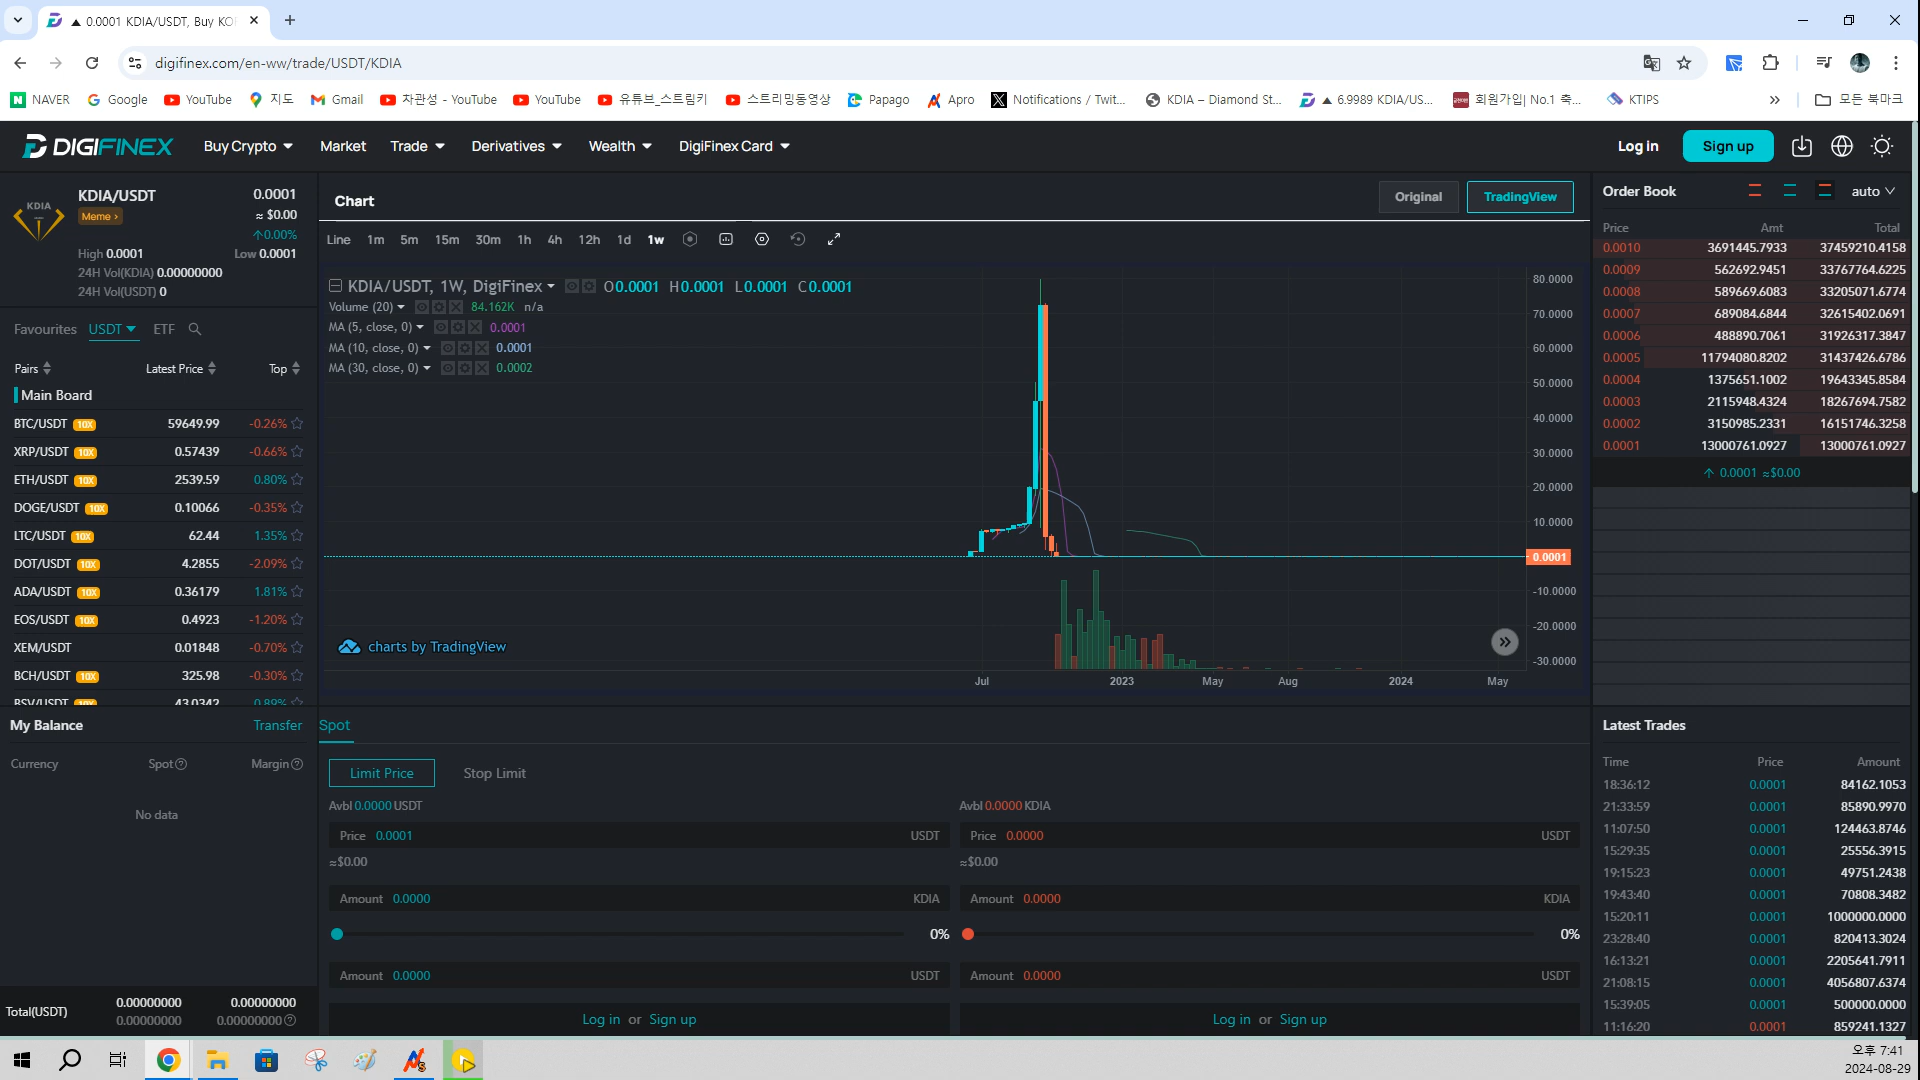 ▲ 0.0001 KDIA/USDT, Buy KO
digifinex.com/en-ww/trade/USDT/KDIA
NAVER Google YouTube 지도 Gmail 차관성 - YouTube YouTube 유튜브_스트림키 스트리밍동영상 Papago Apro Notifications / Twit... KDIA – Diamond St... ▲ 6.9989 KDIA/US... 회원가입| No.1 축... KTIPS » 모든 북마크
DIGIFINEX Buy Crypto Market Trade Derivatives Wealth DigiFinex Card Log in Sign up
KDIA
KDIA/USDT 0.0001
Meme › ≈ $0.00
↑0.00%
High 0.0001 Low 0.0001
24H Vol(KDIA) 0.00000000
24H Vol(USDT) 0
Favourites USDT ETF
Pairs Latest Price Top
Main Board
BTC/USDT 10X 59649.99 -0.26%
XRP/USDT 10X 0.57439 -0.66%
ETH/USDT 10X 2539.59 0.80%
DOGE/USDT 10X 0.10066 -0.35%
LTC/USDT 10X 62.44 1.35%
DOT/USDT 10X 4.2855 -2.09%
ADA/USDT 10X 0.36179 1.81%
EOS/USDT 10X 0.4923 -1.20%
XEM/USDT 0.01848 -0.70%
BCH/USDT 10X 325.98 -0.30%
BSV/USDT 10X 43.0342 0.89%
My Balance Transfer
Currency Spot Margin
No data
Total(USDT) 0.00000000 0.00000000
0.00000000 0.00000000
Chart Original TradingView
Line 1m 5m 15m 30m 1h 4h 12h 1d 1w
KDIA/USDT, 1W, DigiFinex O0.0001 H0.0001 L0.0001 C0.0001
Volume (20) 84.162K n/a
MA (5, close, 0) 0.0001
MA (10, close, 0) 0.0001
MA (30, close, 0) 0.0002
80.0000
70.0000
60.0000
50.0000
40.0000
30.0000
20.0000
10.0000
0.0001
-10.0000
-20.0000
-30.0000
charts by TradingView
Jul 2023 May Aug 2024 May
Spot
Limit Price Stop Limit
Avbl 0.0000 USDT
Price 0.0001 USDT
≈$0.00
Amount 0.0000 KDIA
0%
Amount 0.0000 USDT
Log in or Sign up
Avbl 0.0000 KDIA
Price 0.0000 USDT
≈$0.00
Amount 0.0000 KDIA
0%
Amount 0.0000 USDT
Log in or Sign up
Order Book auto
Price Amt Total
0.0010 3691445.7933 37459210.4158
0.0009 562692.9451 33767764.6225
0.0008 589669.6083 33205071.6774
0.0007 689084.6844 32615402.0691
0.0006 488890.7061 31926317.3847
0.0005 11794080.8202 31437426.6786
0.0004 1375651.1002 19643345.8584
0.0003 2115948.4324 18267694.7582
0.0002 3150985.2331 16151746.3258
0.0001 13000761.0927 13000761.0927
↑ 0.0001 ≈$0.00
Latest Trades
Time Price Amount
18:36:12 0.0001 84162.1053
21:33:59 0.0001 85890.9970
11:07:50 0.0001 124463.8746
15:29:35 0.0001 25556.3915
19:15:23 0.0001 49751.2438
19:43:40 0.0001 70808.3482
15:20:11 0.0001 1000000.0000
23:28:40 0.0001 820413.3024
16:13:21 0.0001 2205641.7911
21:08:15 0.0001 4056807.6374
15:39:05 0.0001 500000.0000
11:16:20 0.0001 859241.1327
오후 7:41
2024-08-29